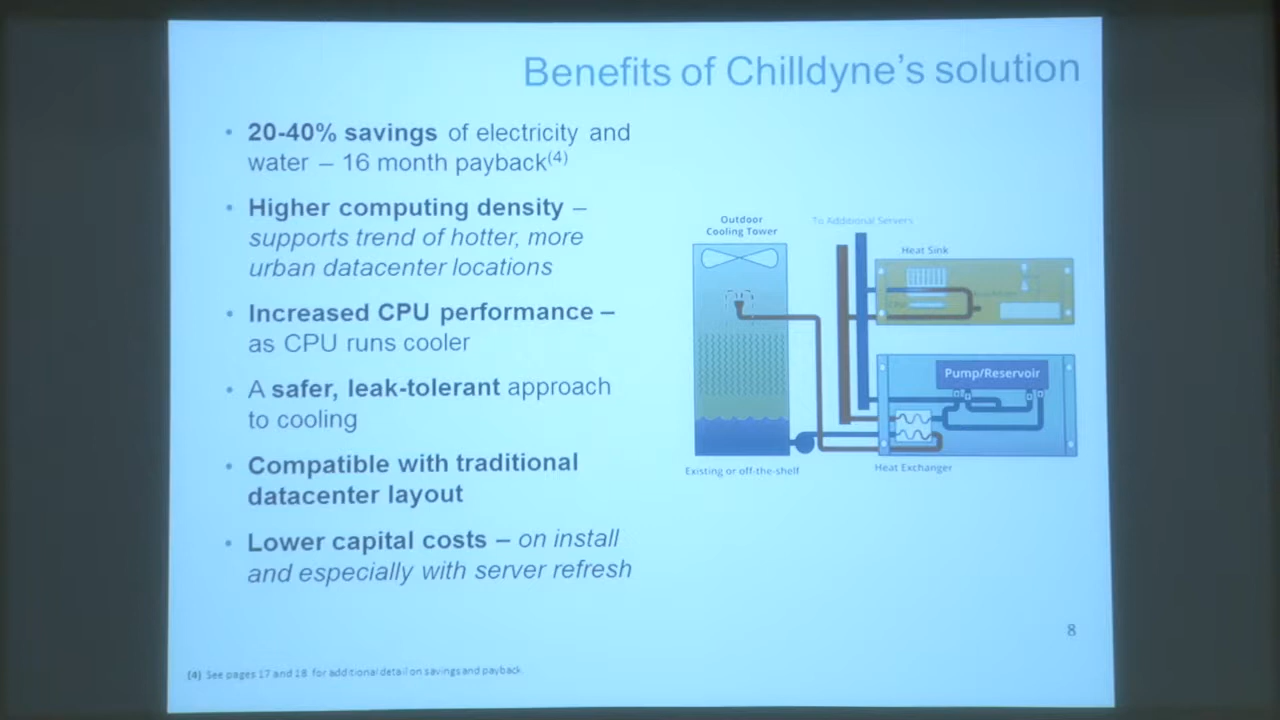 Benefits of Chilldyne's solution
• 20-40% savings of electricity and
water – 16 month payback(4)
• Higher computing density –
supports trend of hotter, more
urban datacenter locations
• Increased CPU performance –
as CPU runs cooler
• A safer, leak-tolerant approach
to cooling
• Compatible with traditional
datacenter layout
• Lower capital costs – on install
and especially with server refresh
Outdoor
Cooling Tower
To Additional Servers
Heat Sink
Pump/Reservoir
Existing or off-the-shelf
Heat Exchanger
8
(4) See pages 17 and 18 for additional detail on savings and payback.